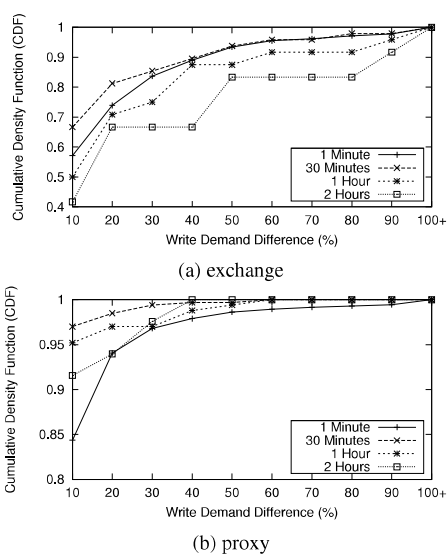 Cumulative Density Function (CDF)
1
0.9
0.8
0.7
0.6
0.5
0.4
1 Minute
30 Minutes
1 Hour
2 Hours
10 20 30 40 50 60 70 80 90 100+
Write Demand Difference (%)
(a) exchange
Cumulative Density Function (CDF)
1
0.95
0.9
0.85
0.8
1 Minute
30 Minutes
1 Hour
2 Hours
10 20 30 40 50 60 70 80 90 100+
Write Demand Difference (%)
(b) proxy